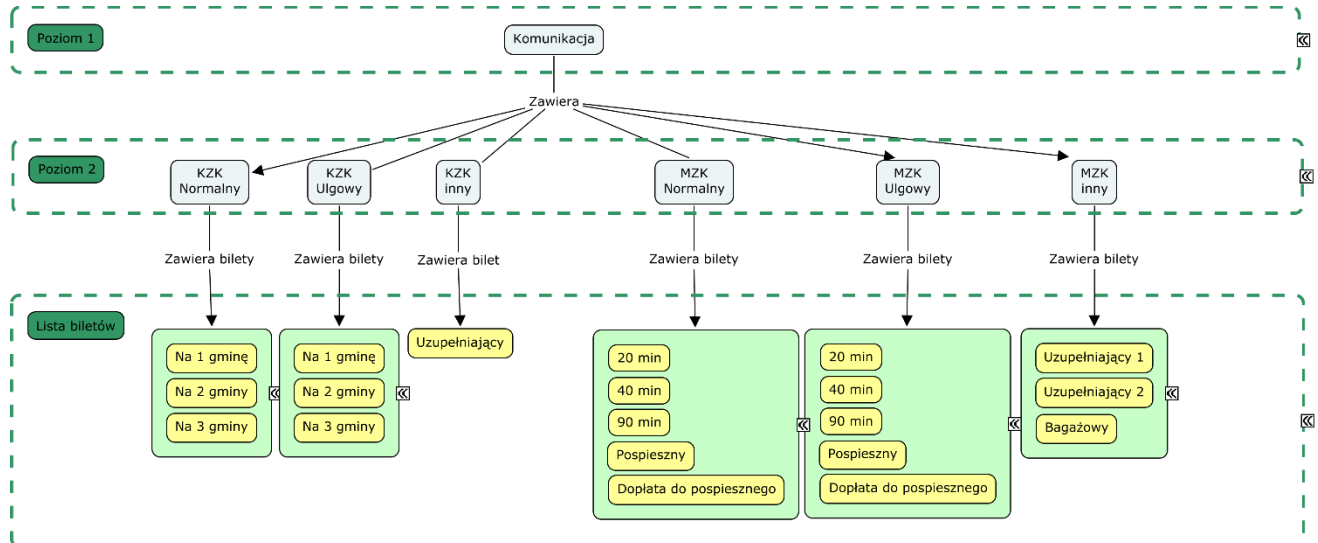 Poziom 1
Komunikacja
Zawiera
Poziom 2
KZK
Normalny
KZK
Ulgowy
KZK
inny
MZK
Normalny
MZK
Ulgowy
MZK
inny
Zawiera bilety
Zawiera bilety
Zawiera bilet
Zawiera bilety
Zawiera bilety
Zawiera bilety
Lista biletów
Na 1 gminę
Na 2 gminy
Na 3 gminy
Na 1 gminę
Na 2 gminy
Na 3 gminy
Uzupełniający
20 min
40 min
90 min
Pospieszny
Dopłata do pospiesznego
20 min
40 min
90 min
Pospieszny
Dopłata do pospiesznego
Uzupełniający 1
Uzupełniający 2
Bagażowy